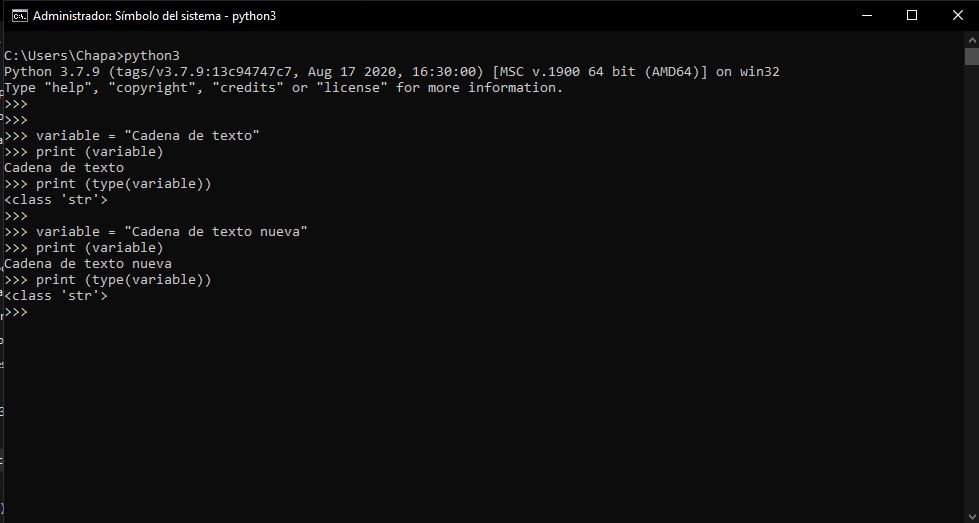 Administrador: Símbolo del sistema - python3
C:\Users\Chapa>python3
Python 3.7.9 (tags/v3.7.9:13c94747c7, Aug 17 2020, 16:30:00) [MSC v.1900 64 bit (AMD64)] on win32
Type "help", "copyright", "credits" or "license" for more information.
>>>
>>>
>>> variable = "Cadena de texto"
>>> print (variable)
Cadena de texto
>>> print (type(variable))
<class 'str'>
>>>
>>> variable = "Cadena de texto nueva"
>>> print (variable)
Cadena de texto nueva
>>> print (type(variable))
<class 'str'>
>>>